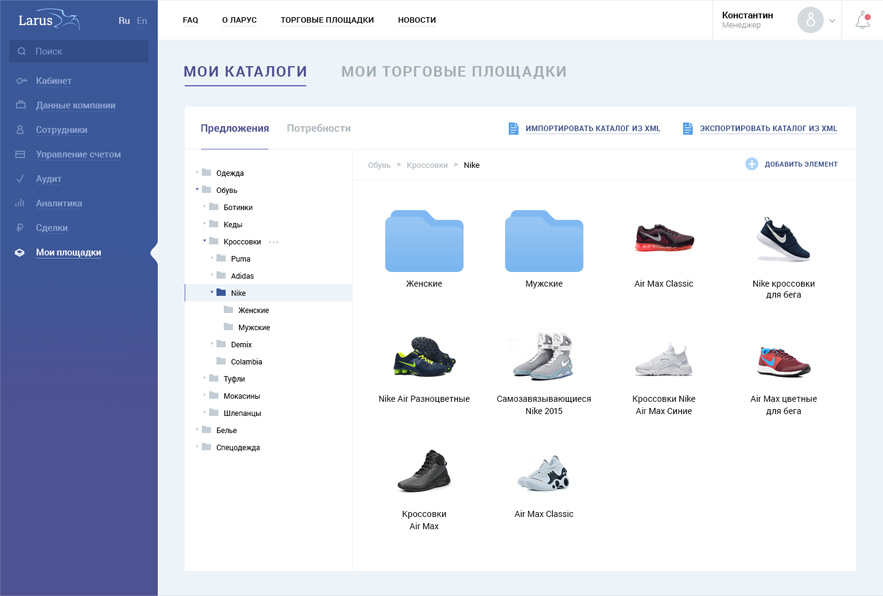 Larus
Ru En
FAQ
О ЛАРУС
ТОРГОВЫЕ ПЛОЩАДКИ
НОВОСТИ
Константин
Менеджер
Поиск
Кабинет
Данные компании
Сотрудники
Управление счетом
Аудит
Аналитика
Сделки
Мои площадки
МОИ КАТАЛОГИ
МОИ ТОРГОВЫЕ ПЛОЩАДКИ
Предложения
Потребности
ИМПОРТИРОВАТЬ КАТАЛОГ ИЗ XML
ЭКСПОРТИРОВАТЬ КАТАЛОГ ИЗ XML
Одежда
Обувь
Ботинки
Кеды
Кроссовки
Puma
Adidas
Nike
Женские
Мужские
Demix
Colambia
Туфли
Мокасины
Шлепанцы
Белье
Спецодежда
Обувь > Кроссовки > Nike
ДОБАВИТЬ ЭЛЕМЕНТ
Женские
Мужские
Air Max Classic
Nike кроссовки
для бега
Nike Air Разноцветные
Самозавязывающиеся
Nike 2015
Кроссовки Nike
Air Max Синие
Air Max цветные
для бега
Кроссовки
Air Max
Air Max Classic